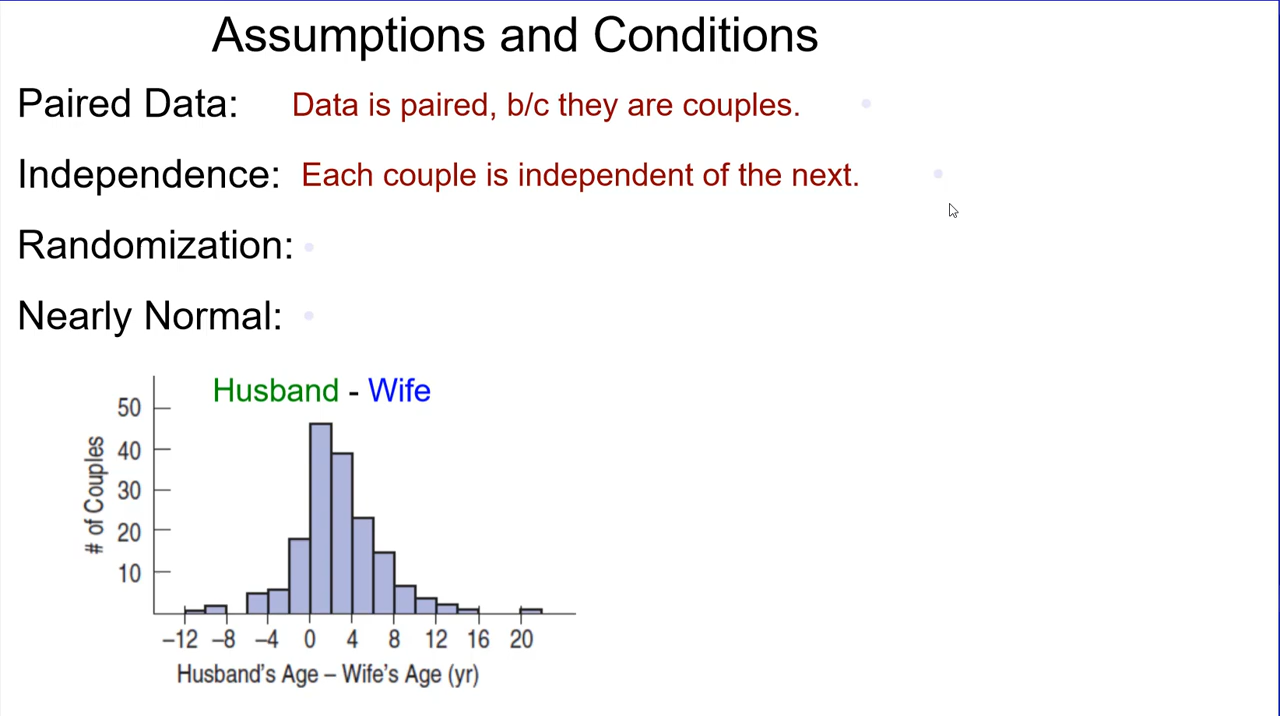 Assumptions and Conditions
Paired Data: Data is paired, b/c they are couples.
Independence: Each couple is independent of the next.
Randomization:
Nearly Normal:
Husband - Wife
50
40
30
20
10
# of Couples
–12 –8 –4 0 4 8 12 16 20
Husband's Age – Wife's Age (yr)